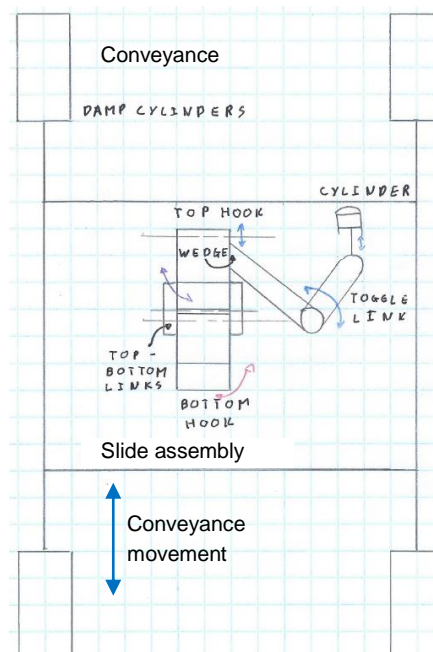 Conveyance
DAMP CYLINDERS
CYLINDER
TOP HOOK
WEDGE
TOGGLE
LINK
TOP -
BOTTOM
LINKS
BOTTOM
HOOK
Slide assembly
Conveyance
movement